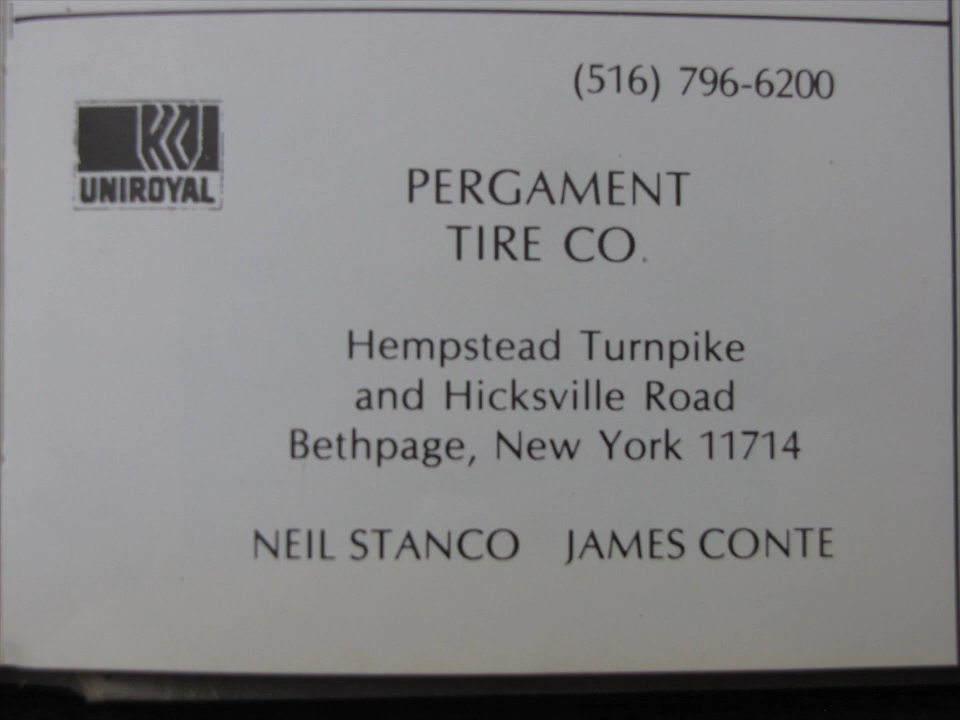 (516) 796-6200
UNIROYAL
PERGAMENT
TIRE CO.
Hempstead Turnpike
and Hicksville Road
Bethpage, New York 11714
NEIL STANCO JAMES CONTE